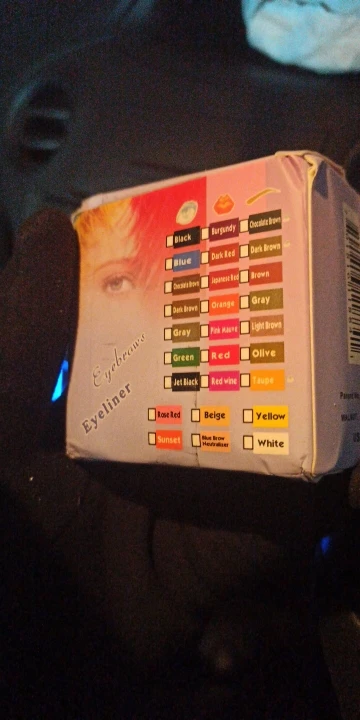 Black Burgundy Chocolate Brown
Blue Dark Red Dark Brown
Chocolate Brown Japanese Red Brown
Dark Brown Orange Gray
Gray Pink Mauve Light Brown
Green Red Olive
Jet Black Red wine Taupe
Rose Red Beige Yellow
Sunset Blue Brow Neutralizer White
Eyebrows
Eyeliner